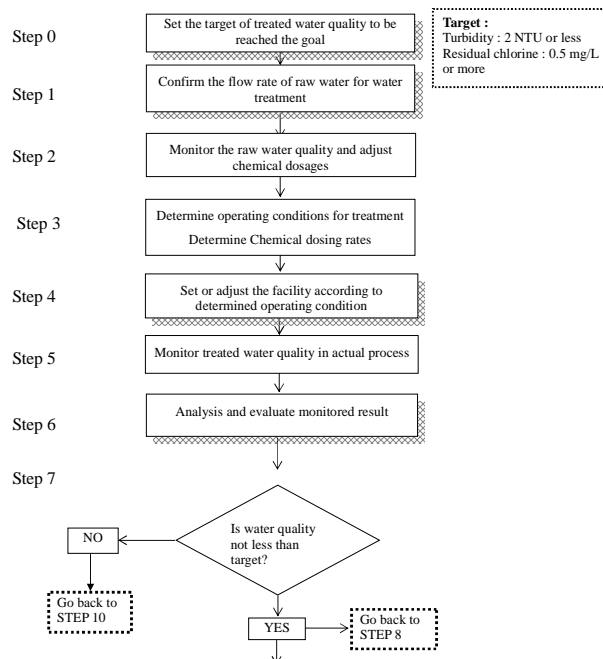 Step 0
Set the target of treated water quality to be
reached the goal
Target :
Turbidity : 2 NTU or less
Residual chlorine : 0.5 mg/L
or more
Step 1
Confirm the flow rate of raw water for water
treatment
Step 2
Monitor the raw water quality and adjust
chemical dosages
Step 3
Determine operating conditions for treatment
Determine Chemical dosing rates
Step 4
Set or adjust the facility according to
determined operating condition
Step 5
Monitor treated water quality in actual process
Step 6
Analysis and evaluate monitored result
Step 7
Is water quality
not less than
target?
NO
Go back to
STEP 10
YES
Go back to
STEP 8